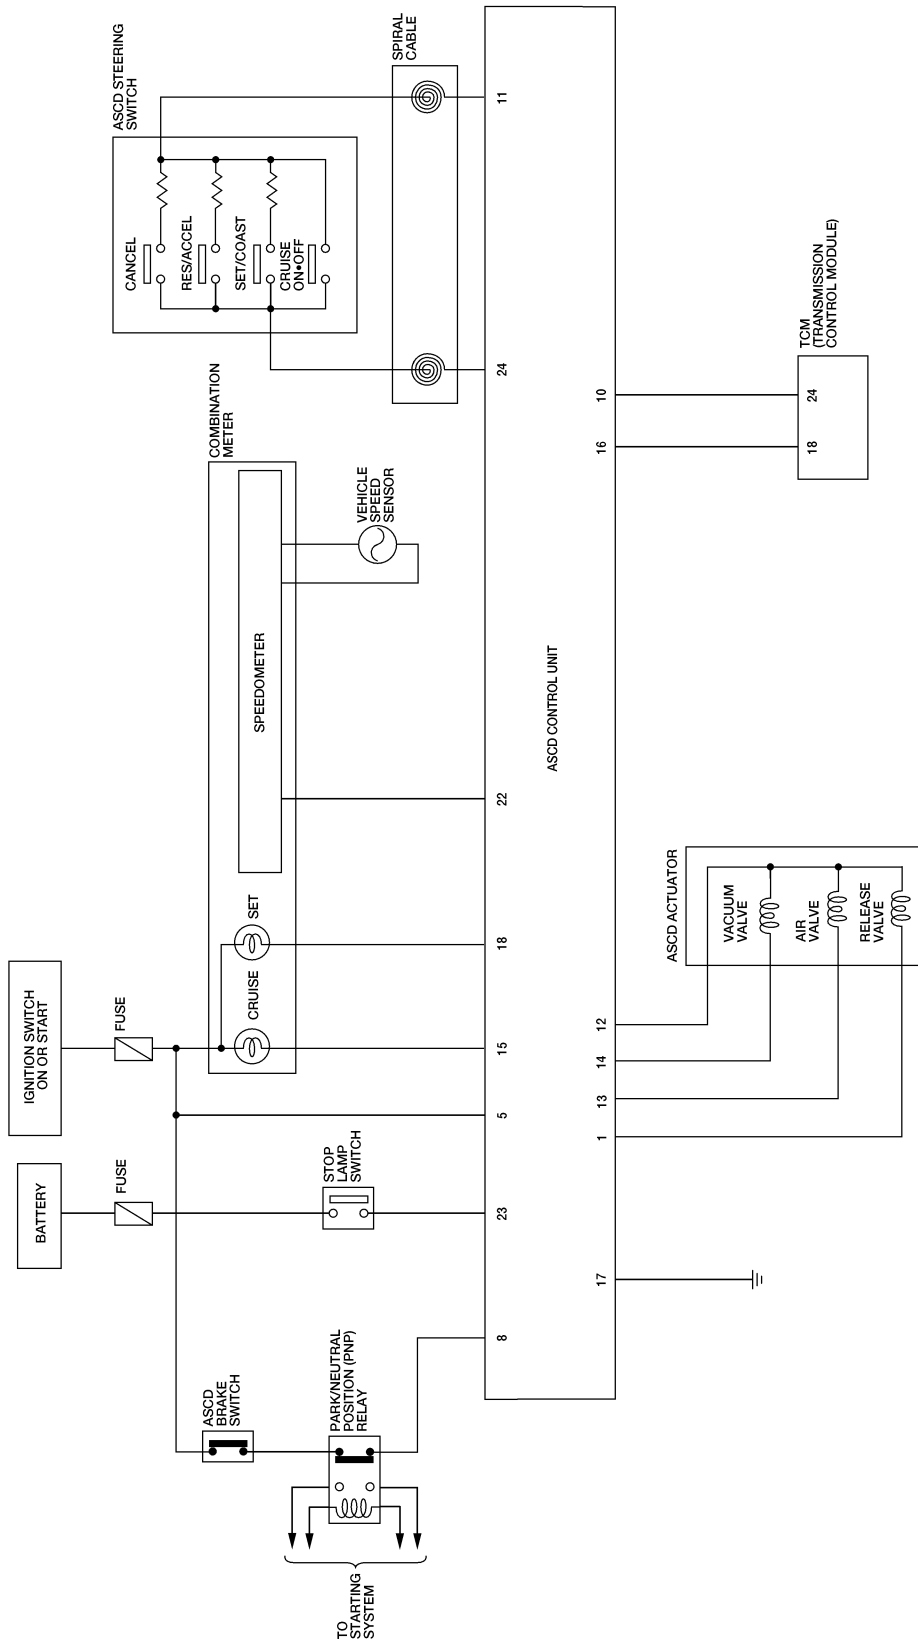 IGNITION SWITCH
ON OR START
BATTERY
FUSE
FUSE
ASCD
BRAKE
SWITCH
PARK/NEUTRAL
POSITION (PNP)
RELAY
TO
STARTING
SYSTEM
STOP
LAMP
SWITCH
COMBINATION
METER
CRUISE
SET
SPEEDOMETER
VEHICLE
SPEED
SENSOR
ASCD STEERING
SWITCH
CANCEL
RES/ACCEL
SET/COAST
CRUISE
ON•OFF
SPIRAL
CABLE
8
23
5
15
18
22
24
11
ASCD CONTROL UNIT
17
1
13
14
12
16
10
ASCD ACTUATOR
VACUUM
VALVE
AIR
VALVE
RELEASE
VALVE
TCM
(TRANSMISSION
CONTROL MODULE)
18
24